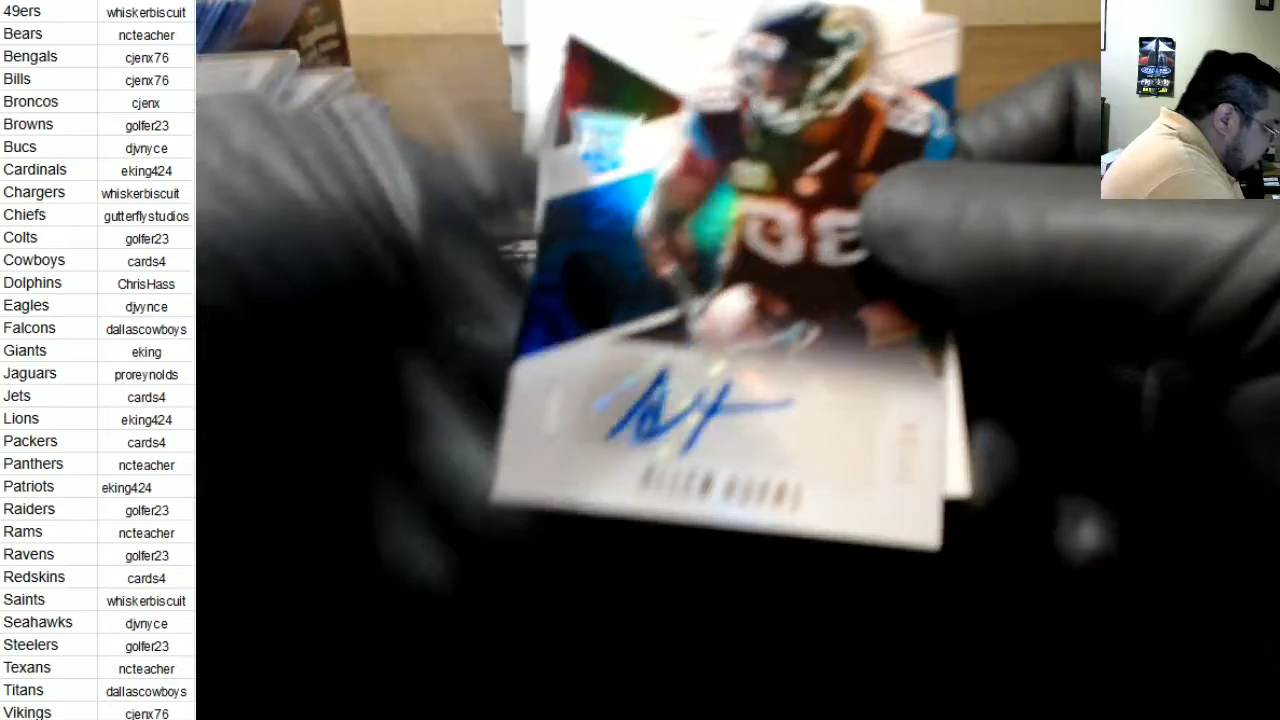 49ers whiskerbiscuit
Bears ncteacher
Bengals cjenx76
Bills cjenx76
Broncos cjenx
Browns golfer23
Bucs djvnyce
Cardinals eking424
Chargers whiskerbiscuit
Chiefs gutterflystudios
Colts golfer23
Cowboys cards4
Dolphins ChrisHass
Eagles djvynce
Falcons dallascowboys
Giants eking
Jaguars proreynolds
Jets cards4
Lions eking424
Packers cards4
Panthers ncteacher
Patriots eking424
Raiders golfer23
Rams ncteacher
Ravens golfer23
Redskins cards4
Saints whiskerbiscuit
Seahawks djvnyce
Steelers golfer23
Texans ncteacher
Titans dallascowboys
Vikings cjenx76
ALLEN HURNS